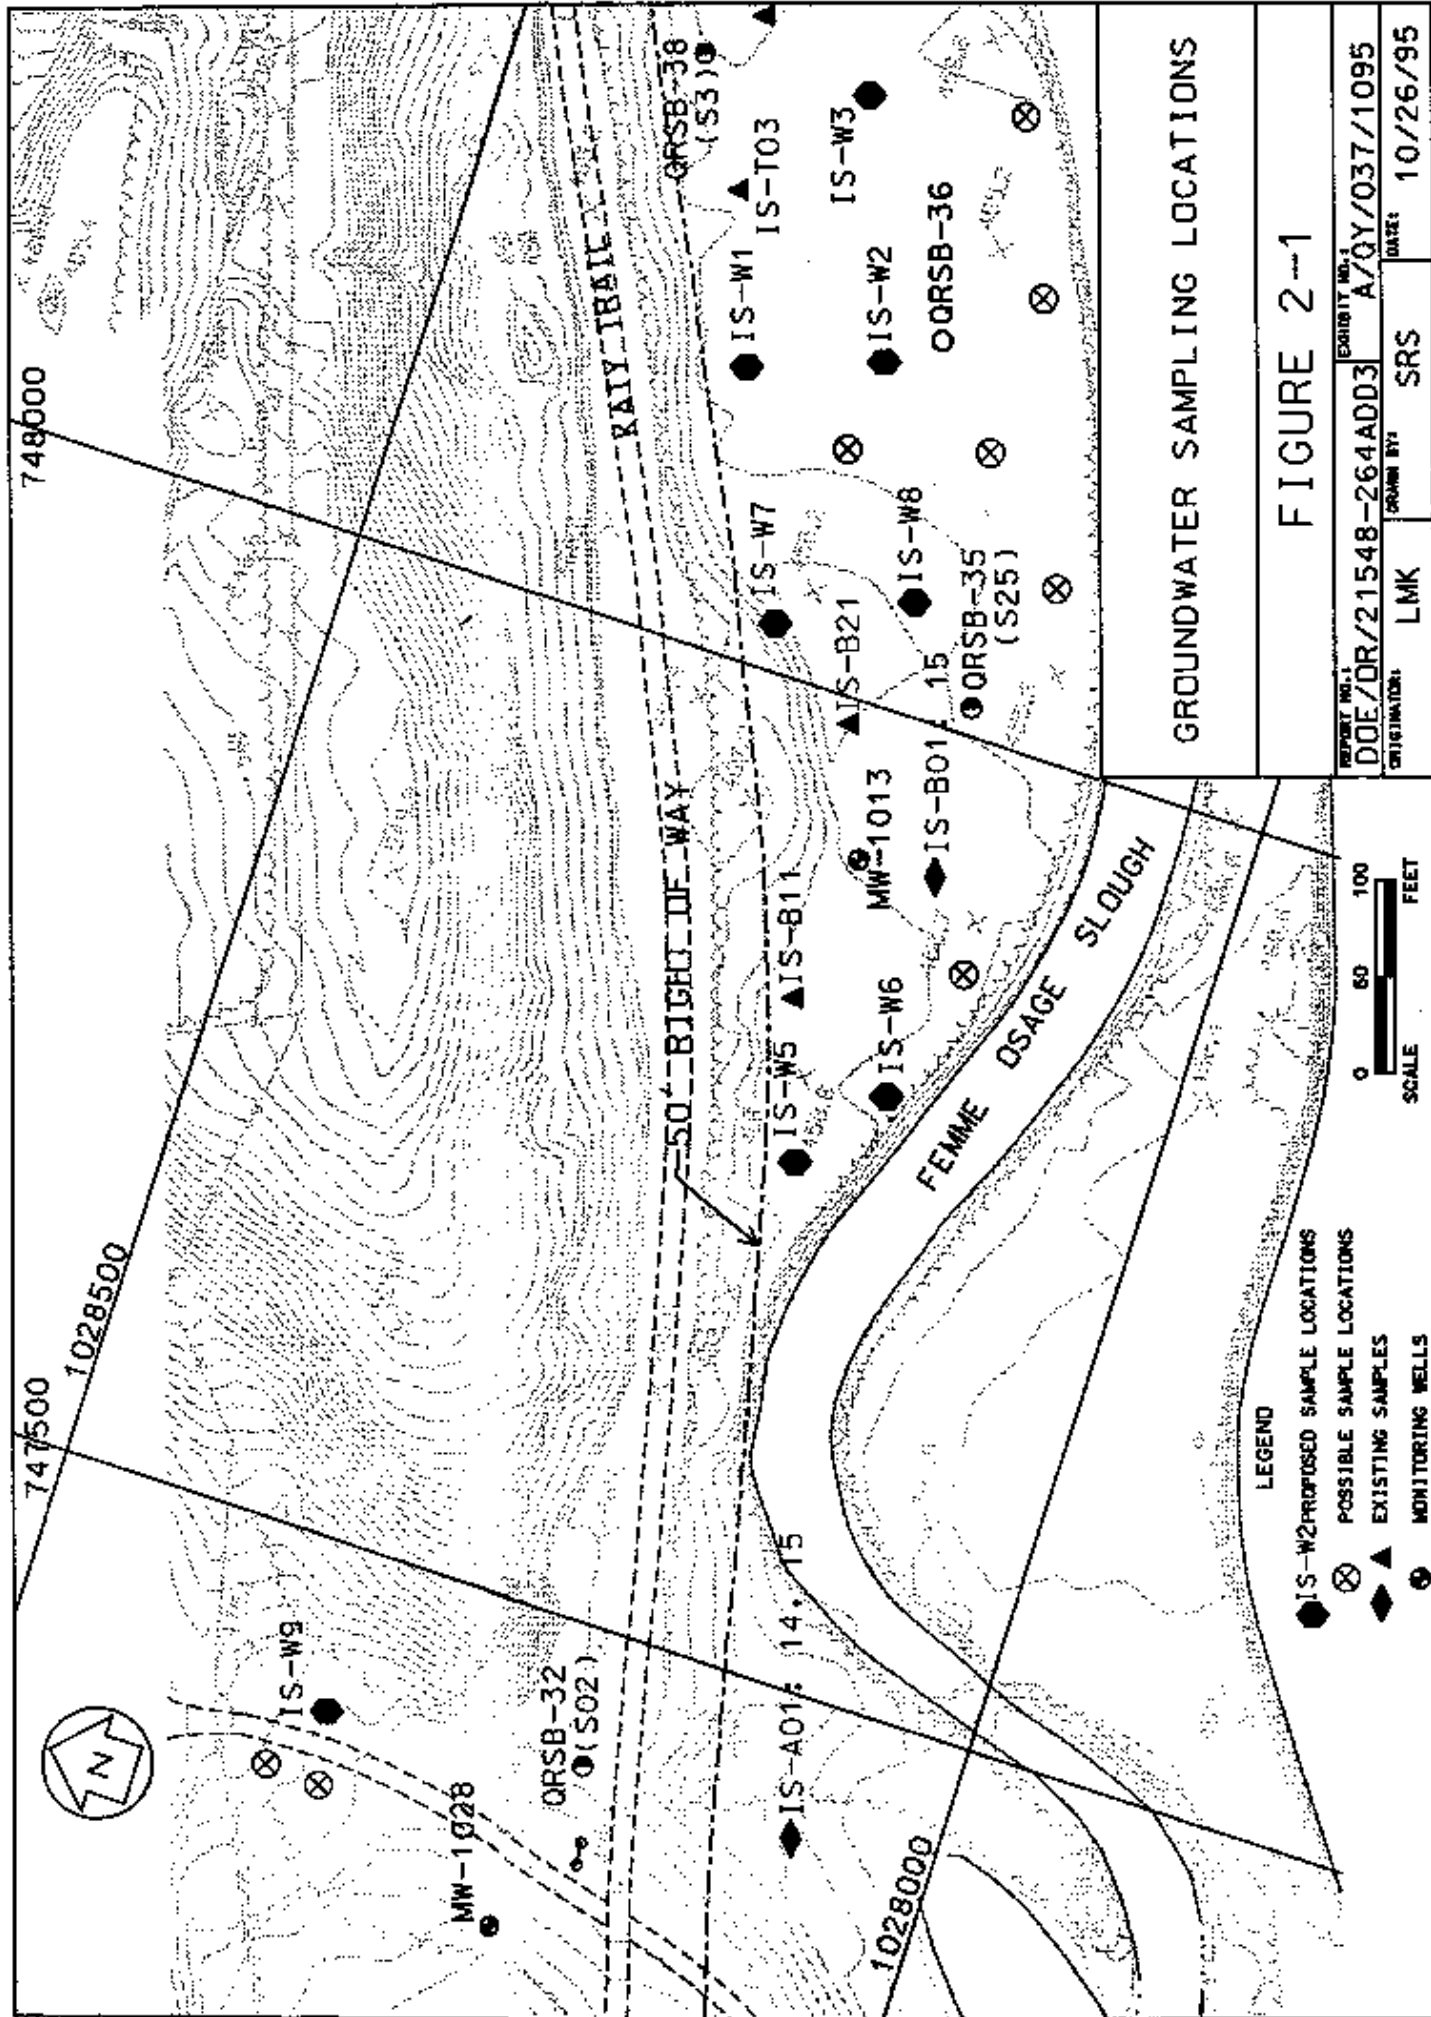 747500
1028500
748000
N
IS-W9
MW-1028
QRSB-32
(S02)
KATY TRAIL
50' RIGHT OF WAY
QRSB-38
(S3)
IS-T03
IS-W1
IS-W3
IS-W2
QRSB-36
IS-W7
IS-W8
IS-B21
QRSB-35
(S25)
IS-B01, 15
MW-1013
IS-B11
IS-W5
IS-W6
IS-A01, 14, 15
FEMME OSAGE SLOUGH
1028000
LEGEND
IS-W2 PROPOSED SAMPLE LOCATIONS
POSSIBLE SAMPLE LOCATIONS
EXISTING SAMPLES
MONITORING WELLS
0 50 100
SCALE FEET
GROUNDWATER SAMPLING LOCATIONS
FIGURE 2-1
REPORT NO.: DOE/OR/21548-264ADD3
EXHIBIT NO.: A/QY/037/1095
ORIGINATOR: LMK
DRAWN BY: SRS
DATE: 10/26/95